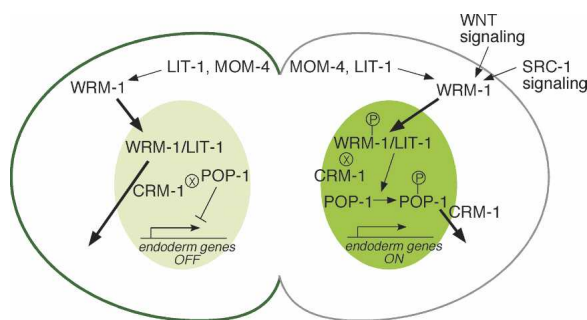 WNT
signaling
LIT-1, MOM-4
MOM-4, LIT-1
SRC-1
signaling
WRM-1
WRM-1
P
WRM-1/LIT-1
WRM-1/LIT-1
X
CRM-1
X
POP-1
CRM-1
P
POP-1
POP-1
CRM-1
endoderm genes
OFF
endoderm genes
ON